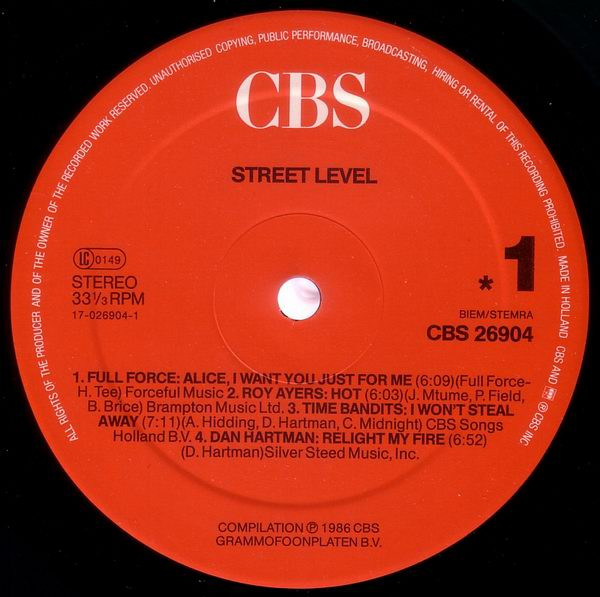 ALL RIGHTS OF THE PRODUCER AND OF THE OWNER OF THE RECORDED WORK RESERVED. UNAUTHORISED COPYING, PUBLIC PERFORMANCE, BROADCASTING, HIRING OR RENTAL OF THIS RECORDING PROHIBITED. MADE IN HOLLAND CBS AND ℗ CBS INC
CBS
STREET LEVEL
LC 0149
STEREO
33⅓ RPM
17-026904-1
* 1
BIEM/STEMRA
CBS 26904
1. FULL FORCE: ALICE, I WANT YOU JUST FOR ME (6:09)(Full Force-
H. Tee) Forceful Music 2. ROY AYERS: HOT (6:03)(J. Mtume, P. Field,
B. Brice) Brampton Music Ltd. 3. TIME BANDITS: I WON'T STEAL
AWAY (7:11)(A. Hidding, D. Hartman, C. Midnight) CBS Songs
Holland B.V. 4. DAN HARTMAN: RELIGHT MY FIRE (6:52)
(D. Hartman)Silver Steed Music, Inc.
COMPILATION ℗ 1986 CBS
GRAMMOFOONPLATEN B.V.